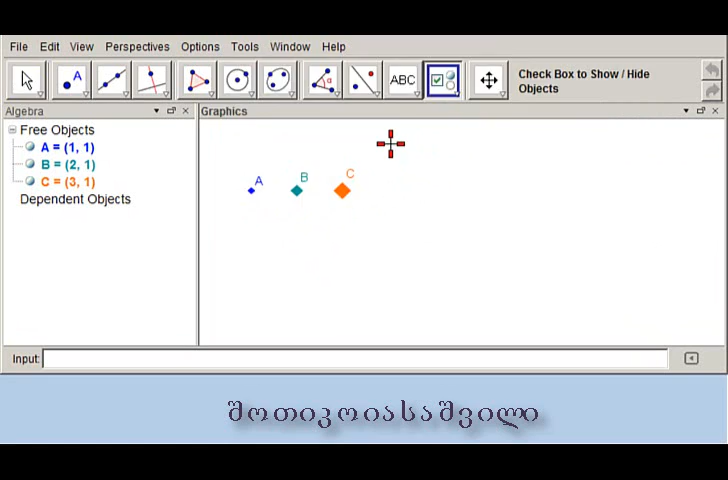 File Edit View Perspectives Options Tools Window Help
A α ABC Check Box to Show / Hide
Objects
Algebra Graphics
Free Objects
A = (1, 1)
B = (2, 1)
C = (3, 1)
Dependent Objects
A B C
Input:
შოთიკოიასაშვილი